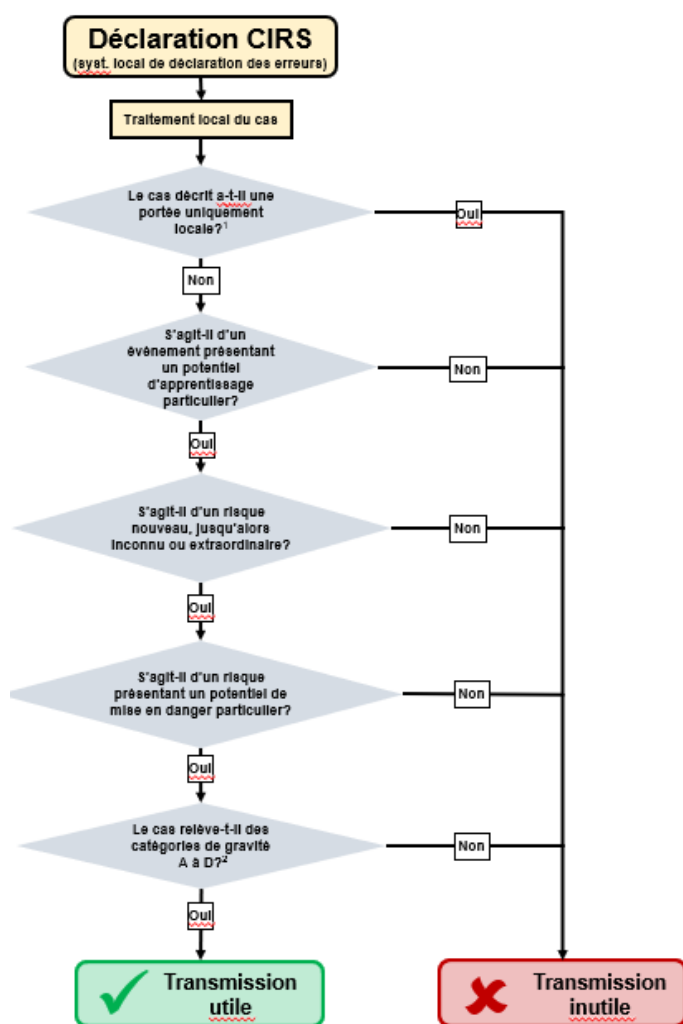 Déclaration CIRS
(syst. local de déclaration des erreurs)
Traitement local du cas
Le cas décrit a-t-il une
portée uniquement
locale?¹
Oui
Non
S'agit-il d'un
événement présentant
un potentiel
d'apprentissage
particulier?
Non
Oui
S'agit-il d'un risque
nouveau, jusqu'alors
inconnu ou extraordinaire?
Non
Oui
S'agit-il d'un risque
présentant un potentiel de
mise en danger particulier?
Non
Oui
Le cas relève-t-il des
catégories de gravité
A à D?²
Non
Oui
Transmission
utile
Transmission
inutile